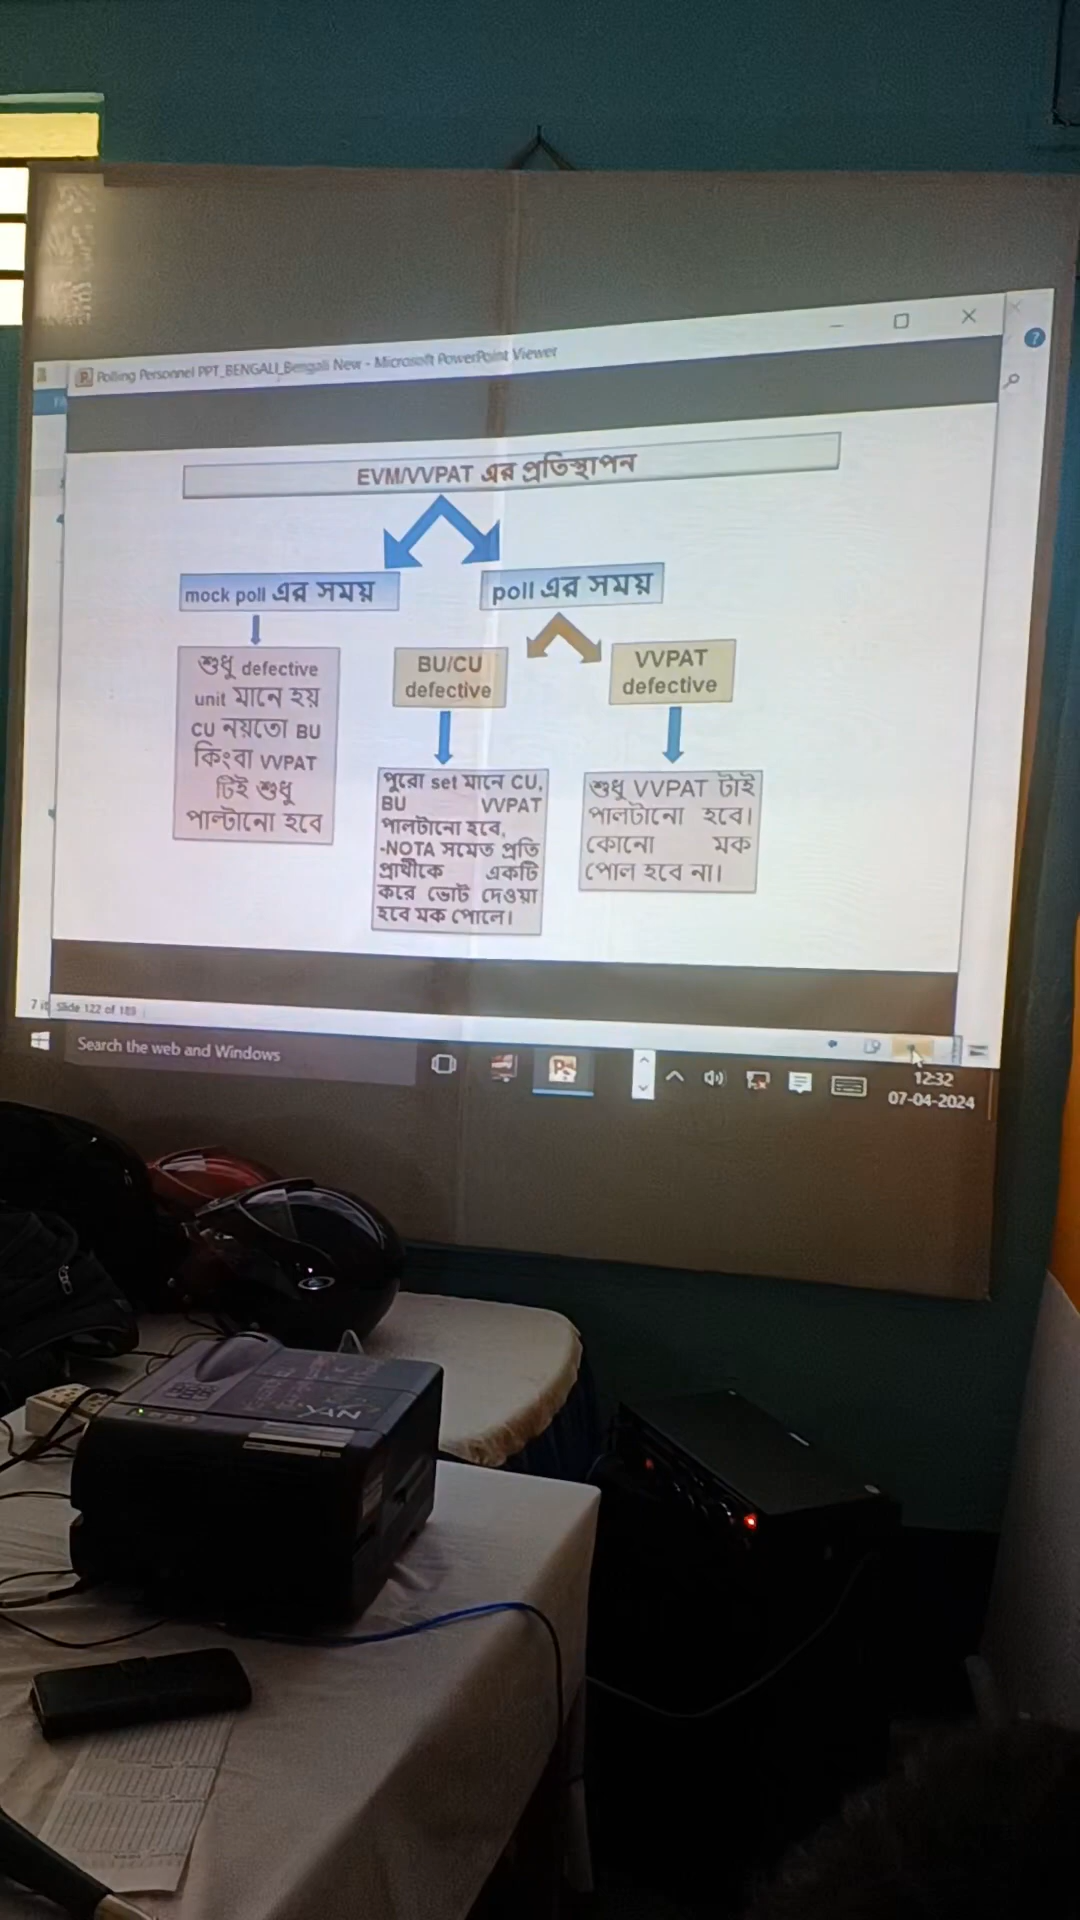 Polling Personnel PPT_BENGALI_Bengali New - Microsoft PowerPoint Viewer
EVM/VVPAT এর প্রতিস্থাপন
mock poll এর সময়
poll এর সময়
শুধু defective
unit মানে হয়
CU নয়তো BU
কিংবা VVPAT
টিই শুধু
পাল্টানো হবে
BU/CU
defective
VVPAT
defective
পুরো set মানে CU,
BU VVPAT
পালটানো হবে,
-NOTA সমেত প্রতি
প্রার্থীকে একটি
করে ভোট দেওয়া
হবে মক পোলে।
শুধু VVPAT টাই
পালটানো হবে।
কোনো মক
পোল হবে না।
Slide 122 of 189
Search the web and Windows
12:32
07-04-2024